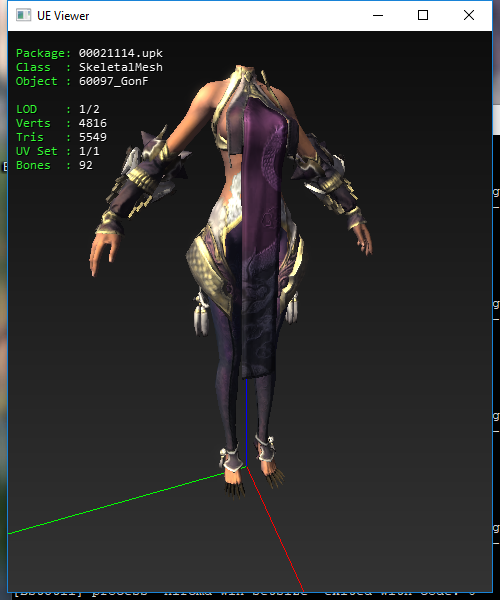 UE Viewer
Package: 00021114.upk
Class : SkeletalMesh
Object : 60097_GonF
LOD : 1/2
Verts : 4816
Tris : 5549
UV Set : 1/1
Bones : 92